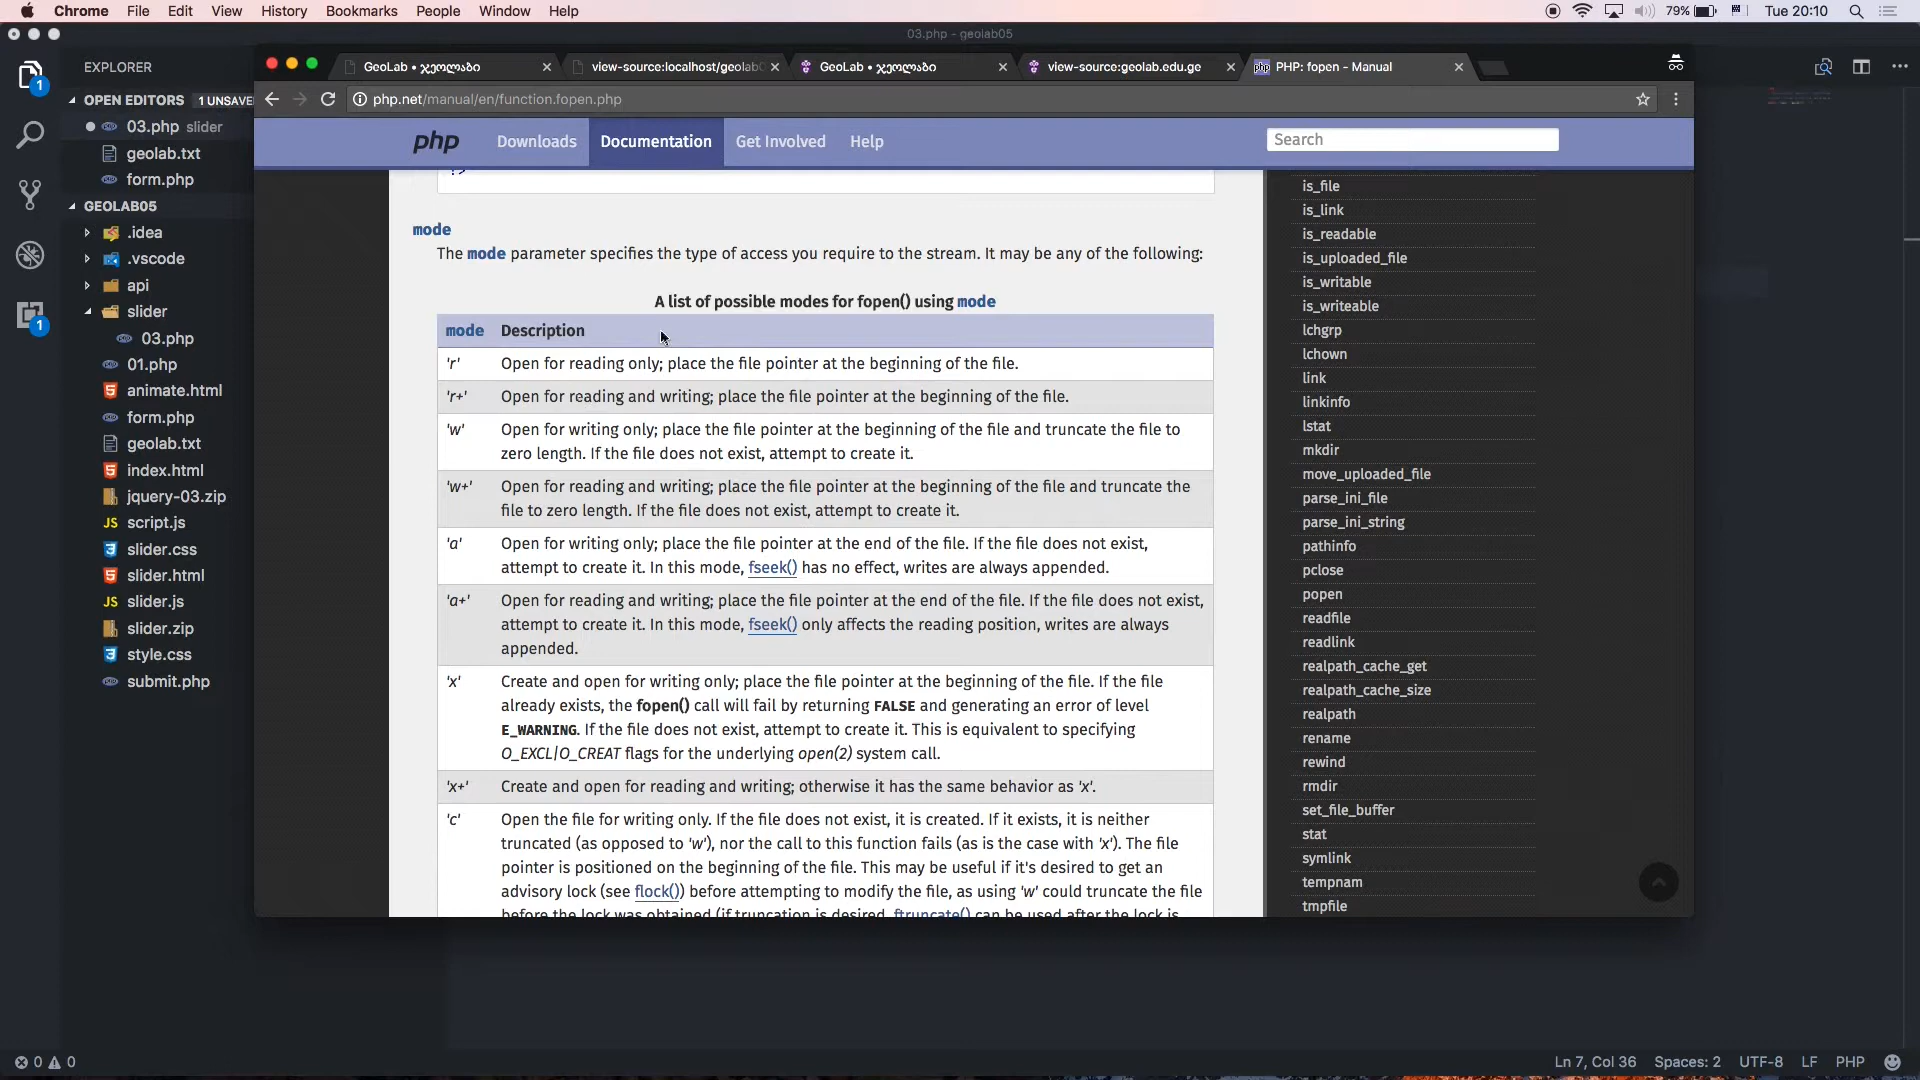 Chrome File Edit View History Bookmarks People Window Help
79% Tue 20:10
03.php - geolab05
EXPLORER
OPEN EDITORS 1 UNSAVE
03.php slider
geolab.txt
form.php
GEOLAB05
.idea
.vscode
api
slider
03.php
01.php
animate.html
form.php
geolab.txt
index.html
jquery-03.zip
JS script.js
slider.css
slider.html
JS slider.js
slider.zip
style.css
submit.php
1
1
GeoLab • ჯეოლაბი
view-source:localhost/geolab
GeoLab • ჯეოლაბი
view-source:geolab.edu.ge
php PHP: fopen - Manual
php.net/manual/en/function.fopen.php
php Downloads Documentation Get Involved Help Search
?>
mode
The mode parameter specifies the type of access you require to the stream. It may be any of the following:
A list of possible modes for fopen() using mode
mode Description
'r' Open for reading only; place the file pointer at the beginning of the file.
'r+' Open for reading and writing; place the file pointer at the beginning of the file.
'w' Open for writing only; place the file pointer at the beginning of the file and truncate the file to
zero length. If the file does not exist, attempt to create it.
'w+' Open for reading and writing; place the file pointer at the beginning of the file and truncate the
file to zero length. If the file does not exist, attempt to create it.
'a' Open for writing only; place the file pointer at the end of the file. If the file does not exist,
attempt to create it. In this mode, fseek() has no effect, writes are always appended.
'a+' Open for reading and writing; place the file pointer at the end of the file. If the file does not exist,
attempt to create it. In this mode, fseek() only affects the reading position, writes are always
appended.
'x' Create and open for writing only; place the file pointer at the beginning of the file. If the file
already exists, the fopen() call will fail by returning FALSE and generating an error of level
E_WARNING. If the file does not exist, attempt to create it. This is equivalent to specifying
O_EXCL|O_CREAT flags for the underlying open(2) system call.
'x+' Create and open for reading and writing; otherwise it has the same behavior as 'x'.
'c' Open the file for writing only. If the file does not exist, it is created. If it exists, it is neither
truncated (as opposed to 'w'), nor the call to this function fails (as is the case with 'x'). The file
pointer is positioned on the beginning of the file. This may be useful if it's desired to get an
advisory lock (see flock()) before attempting to modify the file, as using 'w' could truncate the file
before the lock was obtained (if truncation is desired, ftruncate() can be used after the lock is
is_file
is_link
is_readable
is_uploaded_file
is_writable
is_writeable
lchgrp
lchown
link
linkinfo
lstat
mkdir
move_uploaded_file
parse_ini_file
parse_ini_string
pathinfo
pclose
popen
readfile
readlink
realpath_cache_get
realpath_cache_size
realpath
rename
rewind
rmdir
set_file_buffer
stat
symlink
tempnam
tmpfile
0 0
Ln 7, Col 36 Spaces: 2 UTF-8 LF PHP